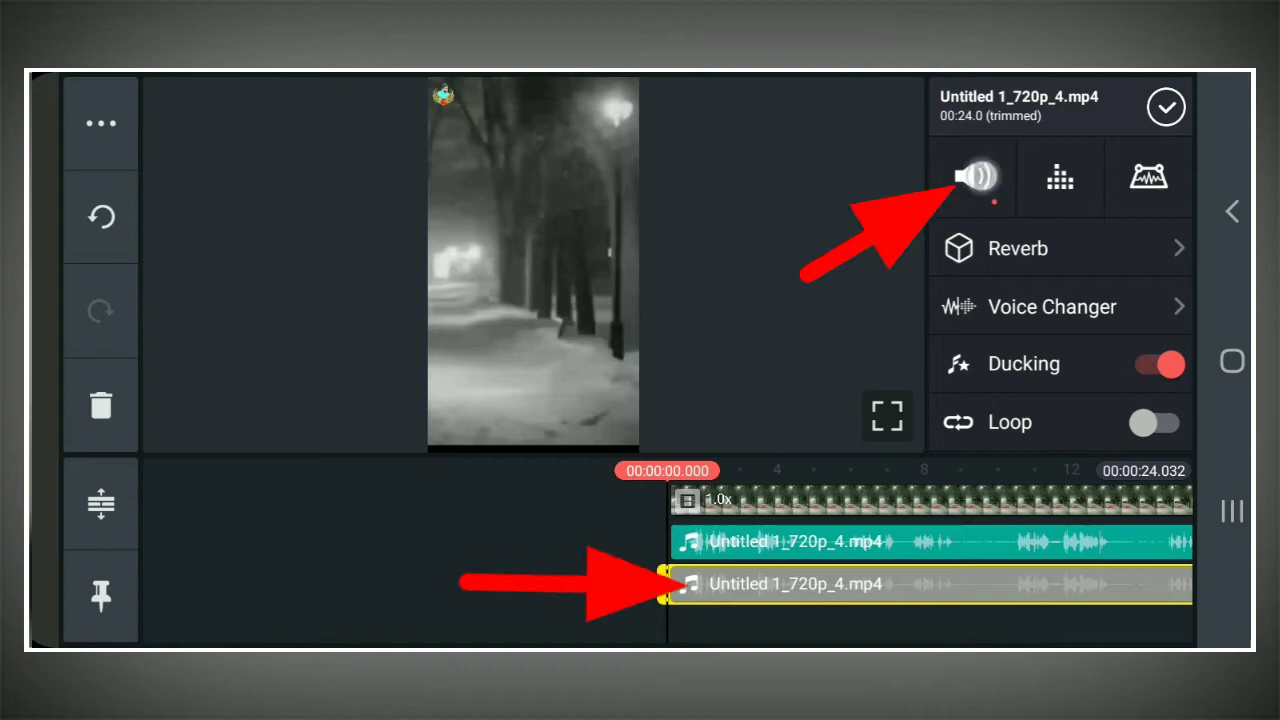 Untitled 1_720p_4.mp4
00:24.0 (trimmed)
Reverb
Voice Changer
Ducking
Loop
00:00:00.000 4 8 12 00:00:24.032
1.0x
Untitled 1_720p_4.mp4
Untitled 1_720p_4.mp4